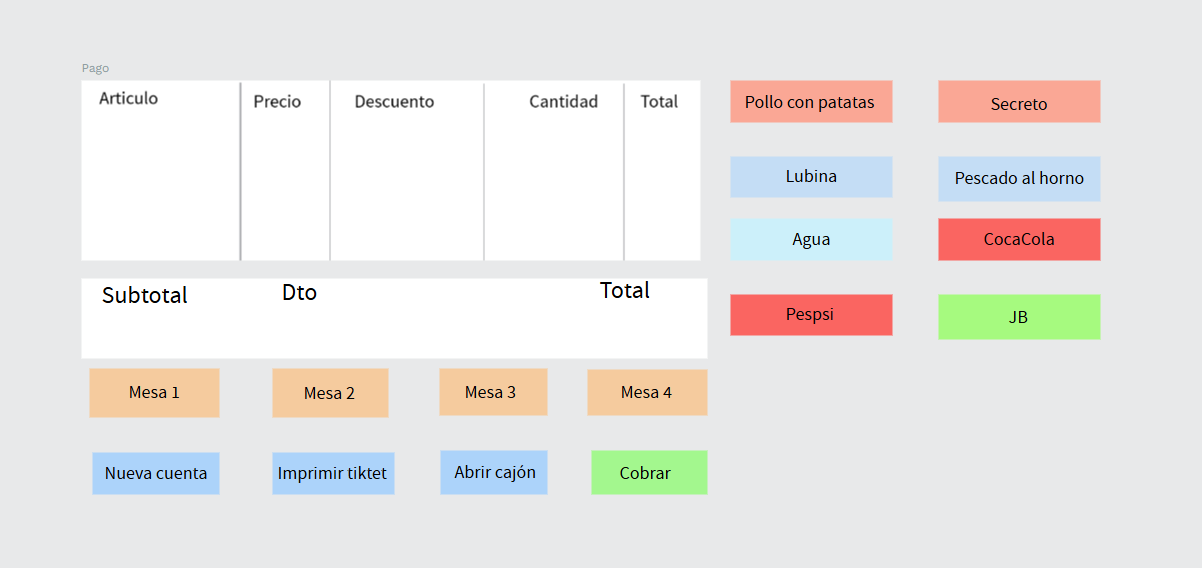 Pago
Articulo Precio Descuento Cantidad Total
Pollo con patatas Secreto
Lubina Pescado al horno
Agua CocaCola
Subtotal Dto Total
Pespsi JB
Mesa 1 Mesa 2 Mesa 3 Mesa 4
Nueva cuenta Imprimir tiktet Abrir cajón Cobrar